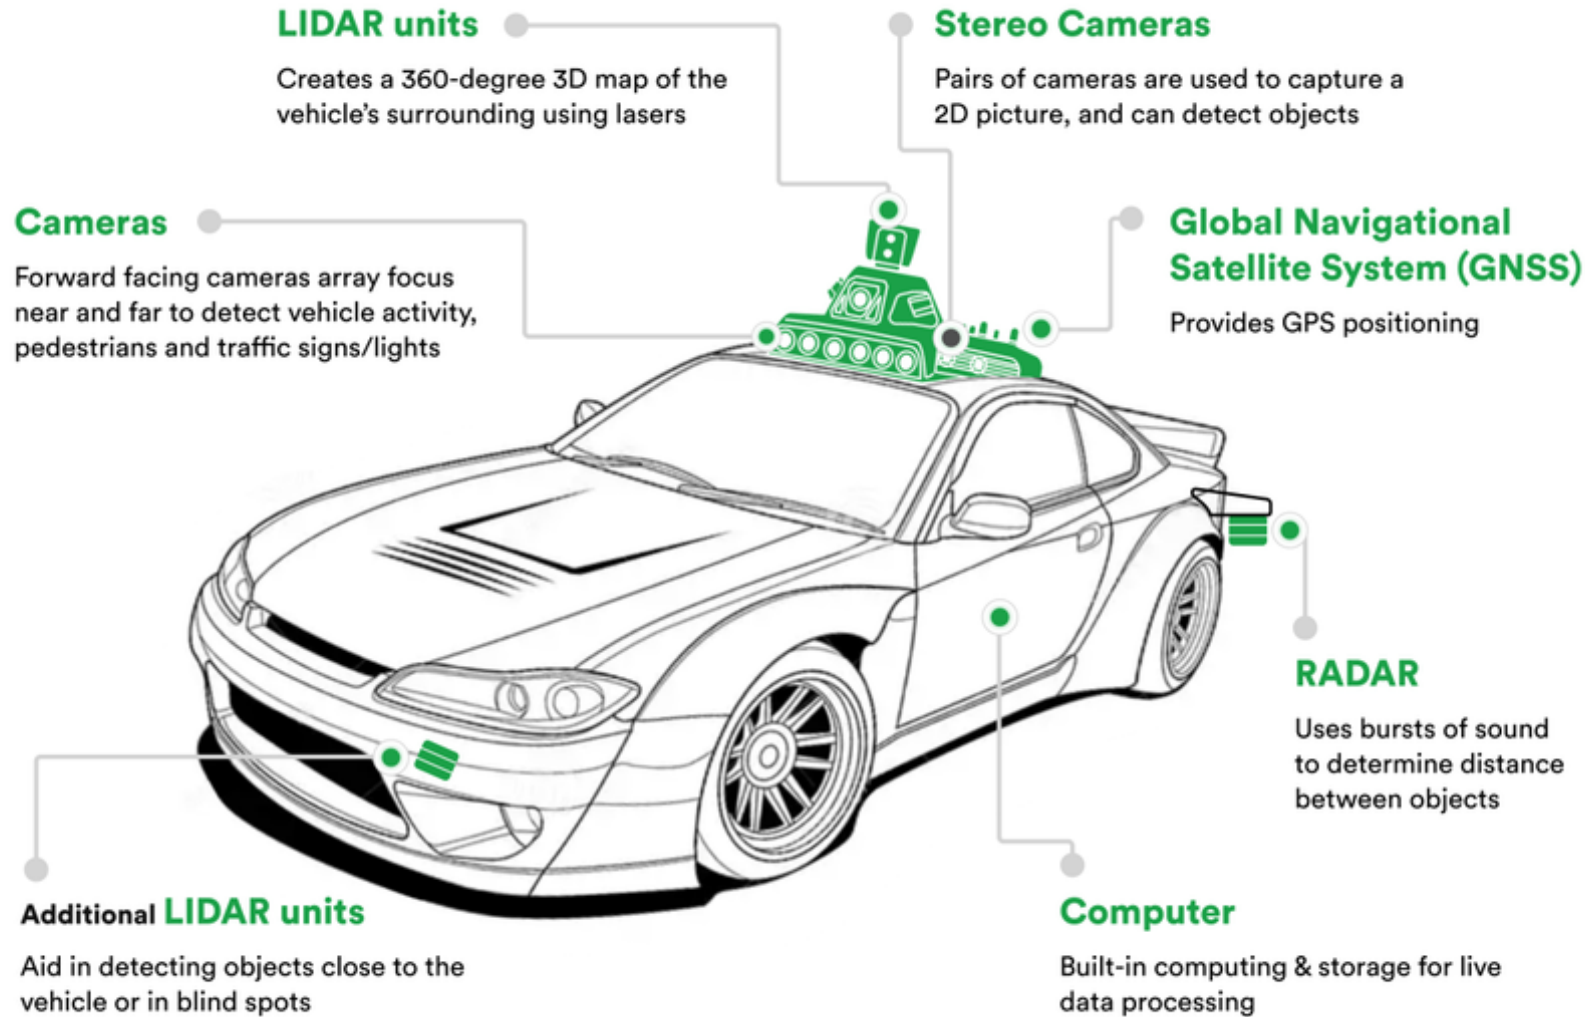 LIDAR units
Creates a 360-degree 3D map of the
vehicle's surrounding using lasers
Stereo Cameras
Pairs of cameras are used to capture a
2D picture, and can detect objects
Cameras
Forward facing cameras array focus
near and far to detect vehicle activity,
pedestrians and traffic signs/lights
Global Navigational
Satellite System (GNSS)
Provides GPS positioning
RADAR
Uses bursts of sound
to determine distance
between objects
Additional LIDAR units
Aid in detecting objects close to the
vehicle or in blind spots
Computer
Built-in computing & storage for live
data processing